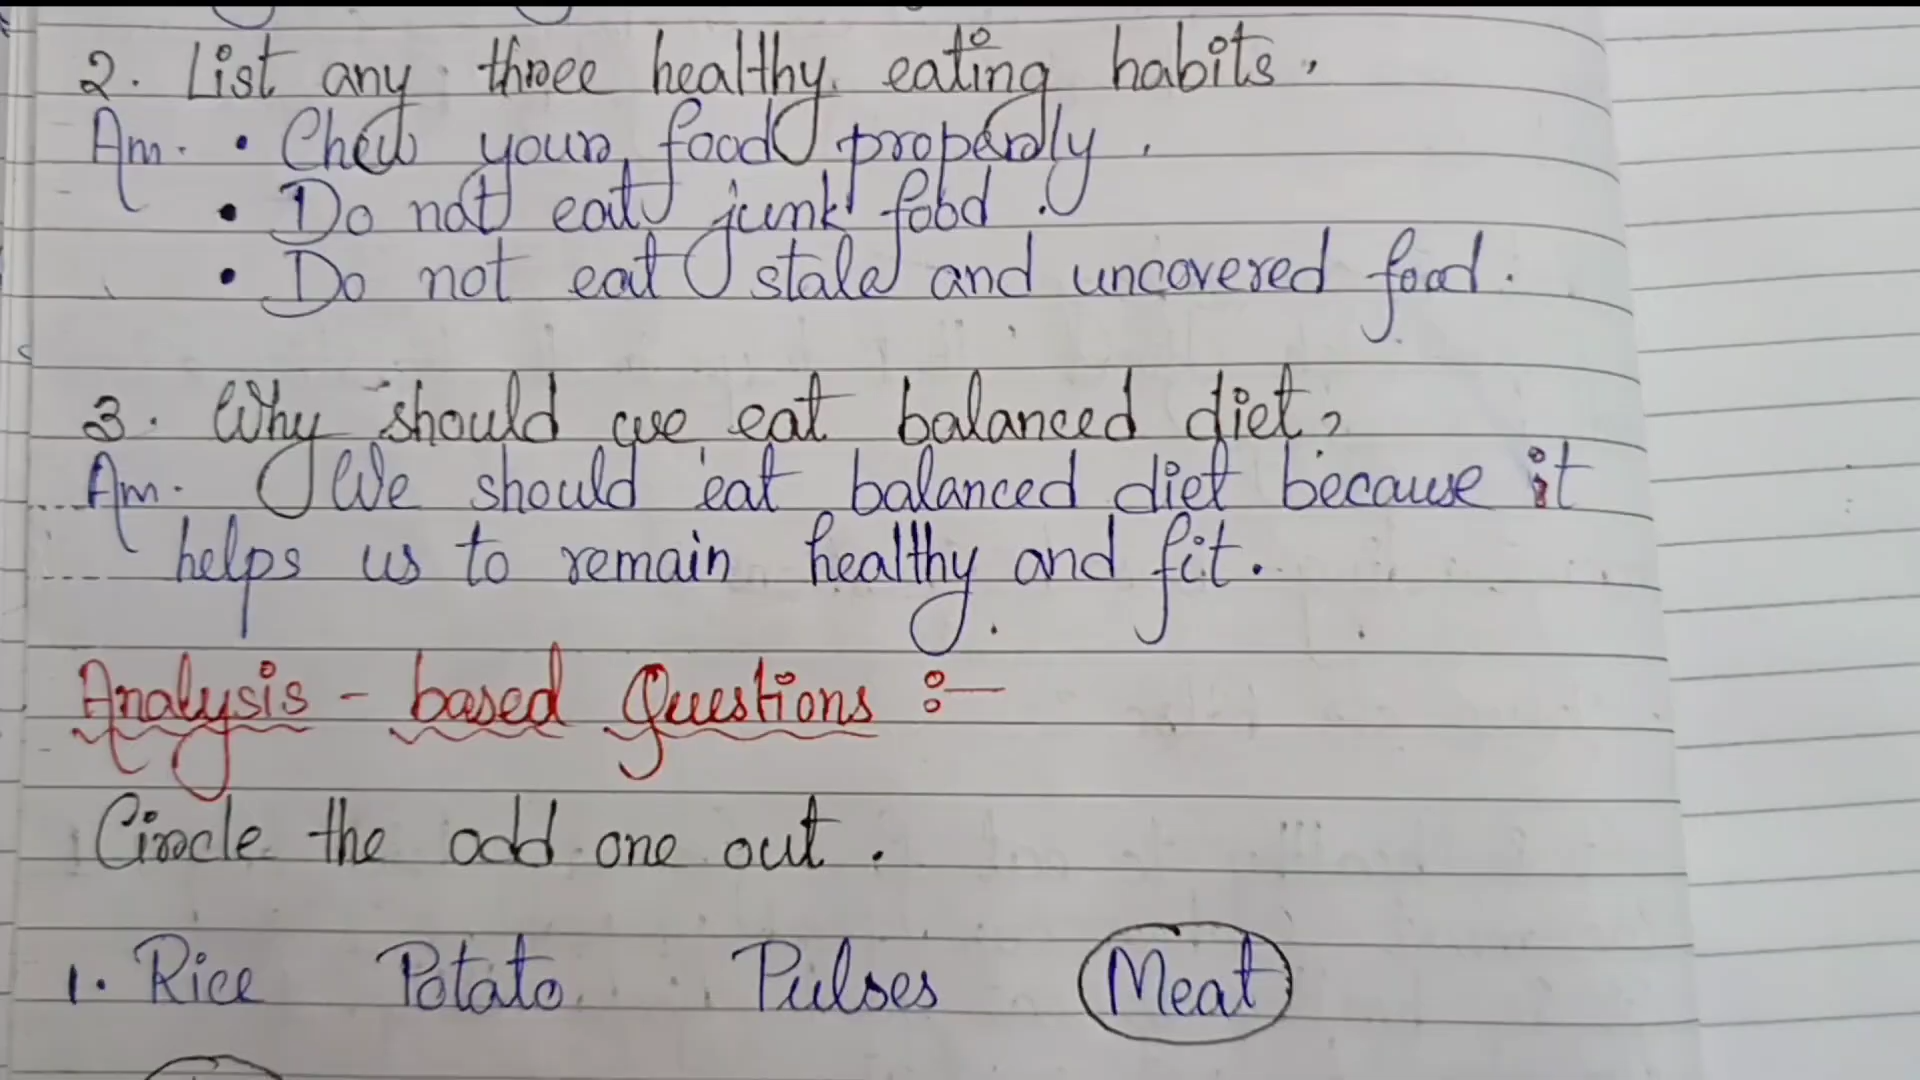 2. List any three healthy eating habits.
Ans. • Chew your food properly.
• Do not eat junk food.
• Do not eat stale and uncovered food.
3. Why should we eat balanced diet?
Ans. We should eat balanced diet because it
helps us to remain healthy and fit.
Analysis - based Questions :-
Circle the odd one out.
1. Rice Potato Pulses Meat